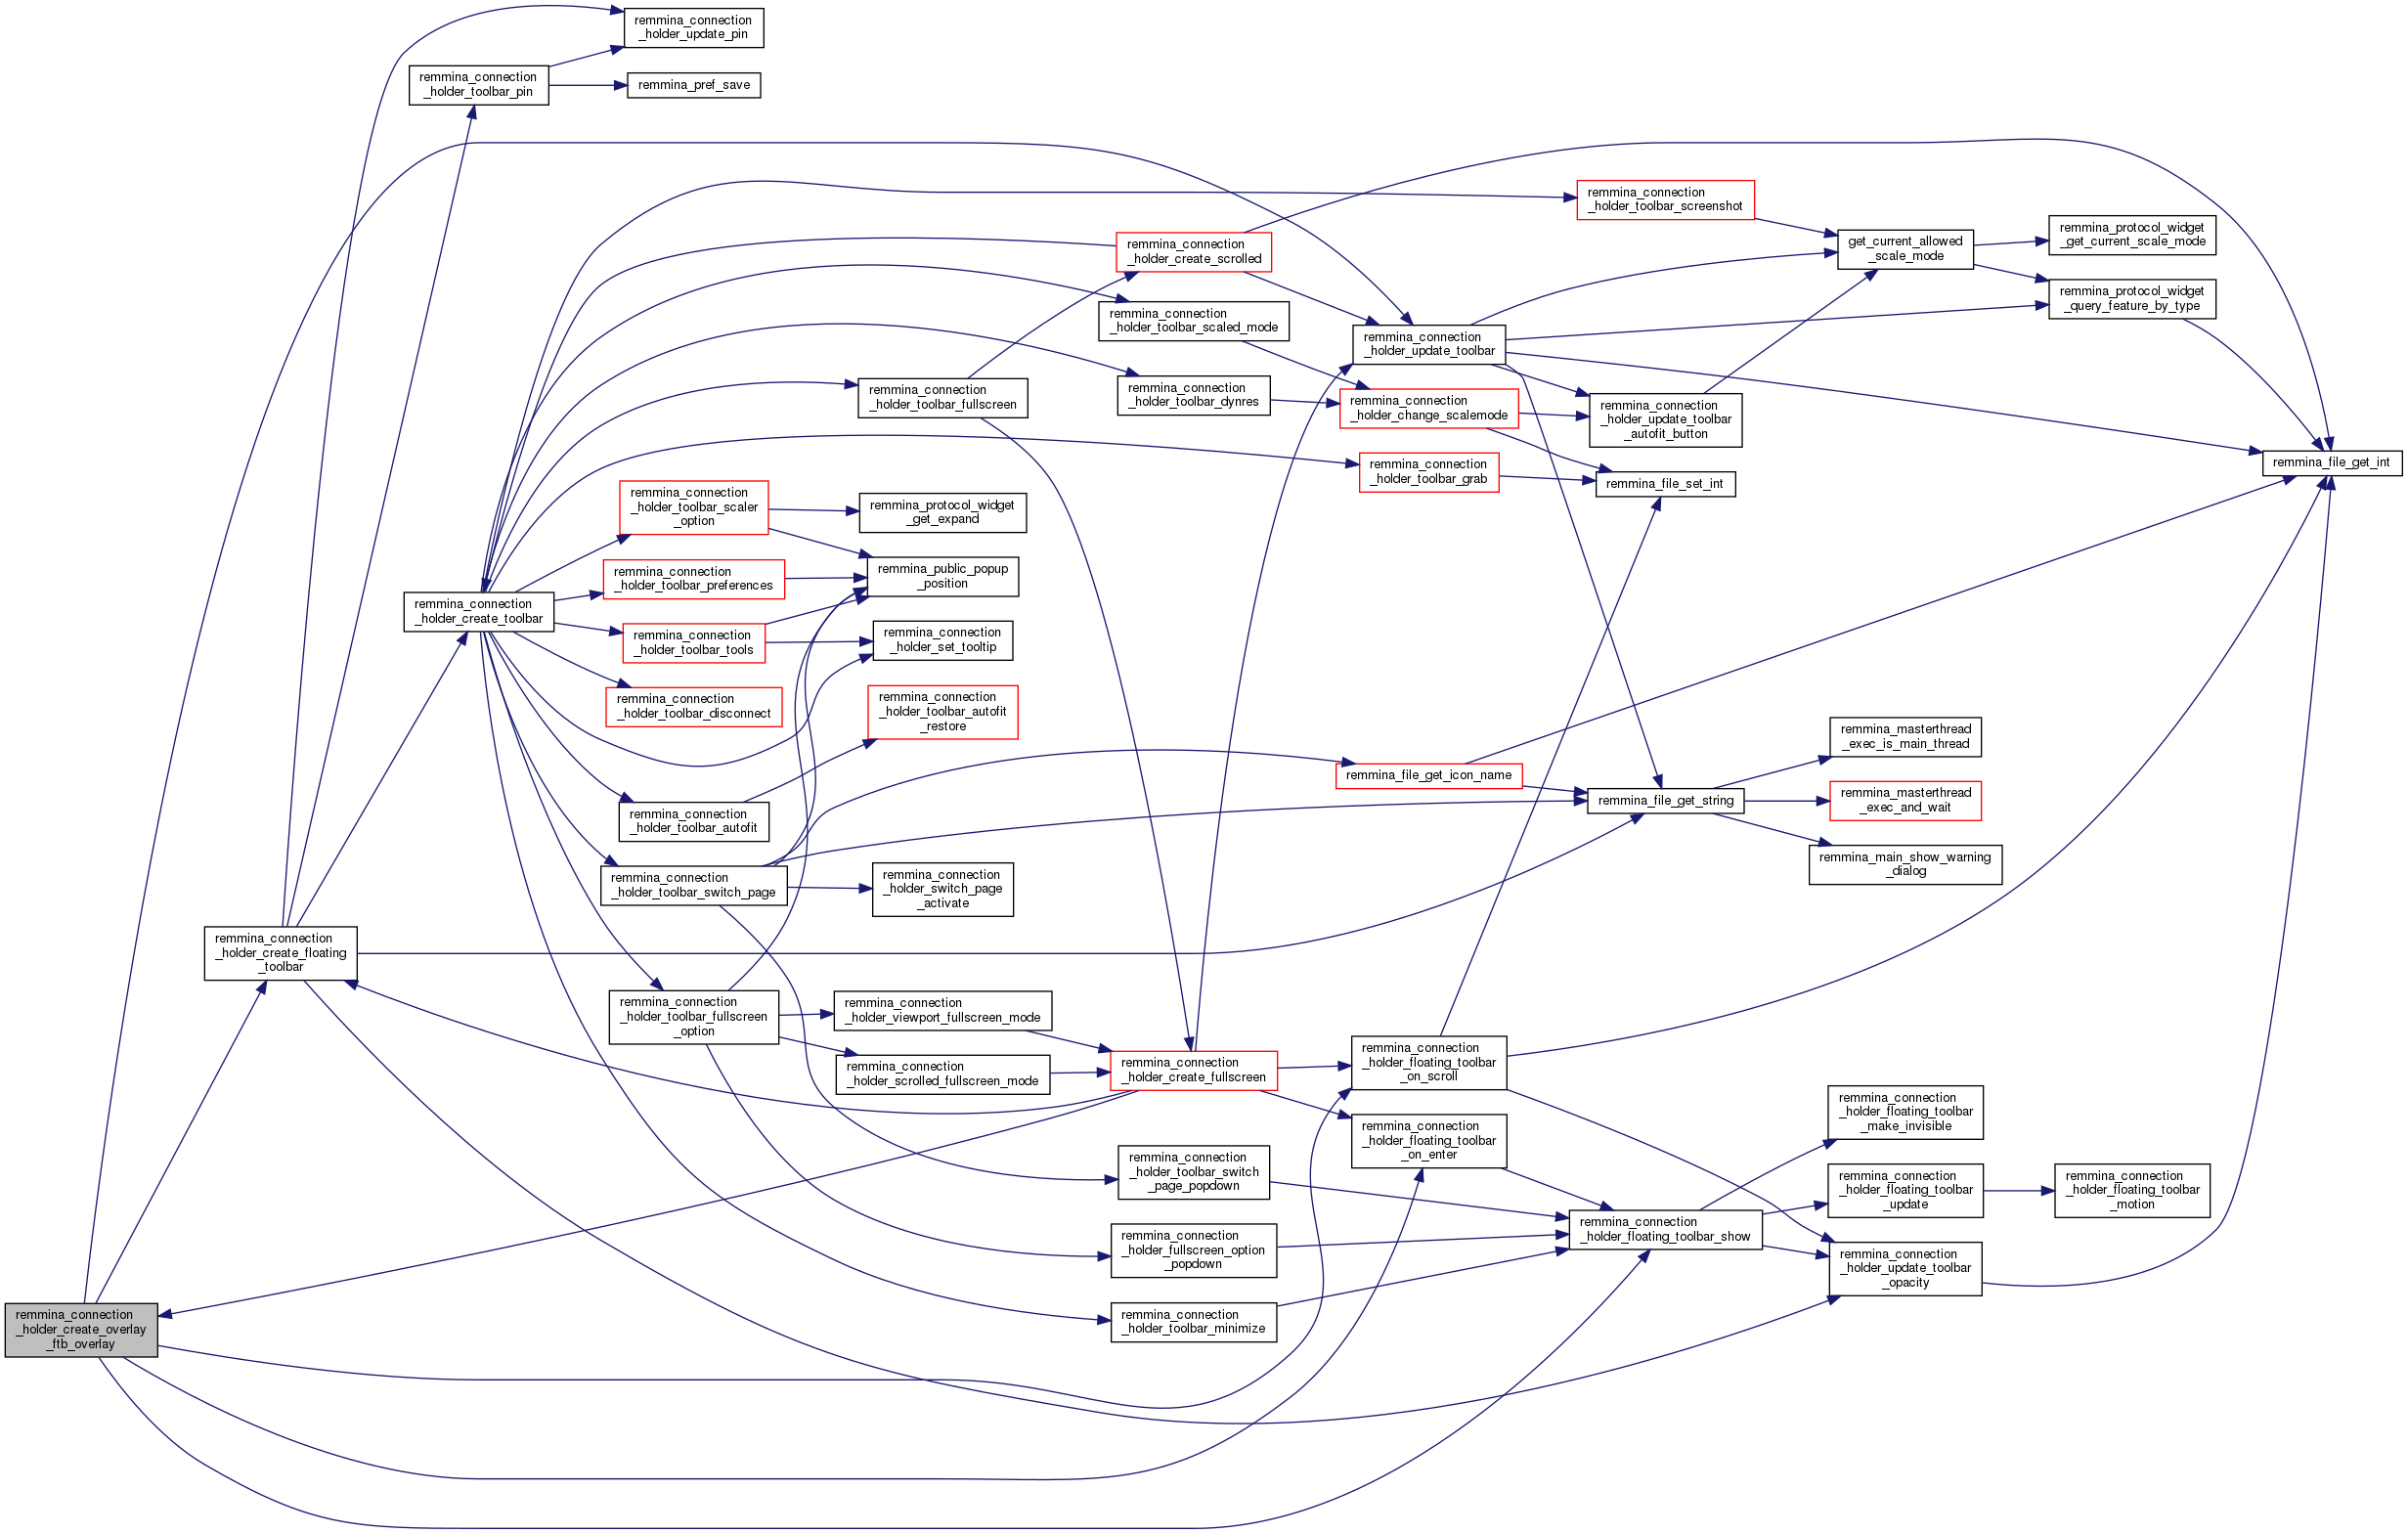 remmina_connection
_holder_update_pin
remmina_connection
_holder_toolbar_pin
remmina_pref_save
remmina_connection
_holder_toolbar_screenshot
remmina_connection
_holder_create_scrolled
get_current_allowed
_scale_mode
remmina_protocol_widget
_get_current_scale_mode
remmina_protocol_widget
_query_feature_by_type
remmina_connection
_holder_toolbar_scaled_mode
remmina_connection
_holder_update_toolbar
remmina_connection
_holder_toolbar_fullscreen
remmina_connection
_holder_toolbar_dynres
remmina_connection
_holder_change_scalemode
remmina_connection
_holder_update_toolbar
_autofit_button
remmina_file_get_int
remmina_connection
_holder_toolbar_grab
remmina_file_set_int
remmina_connection
_holder_toolbar_scaler
_option
remmina_protocol_widget
_get_expand
remmina_connection
_holder_toolbar_preferences
remmina_public_popup
_position
remmina_connection
_holder_create_toolbar
remmina_connection
_holder_toolbar_tools
remmina_connection
_holder_set_tooltip
remmina_connection
_holder_toolbar_disconnect
remmina_connection
_holder_toolbar_autofit
_restore
remmina_masterthread
_exec_is_main_thread
remmina_file_get_icon_name
remmina_file_get_string
remmina_masterthread
_exec_and_wait
remmina_connection
_holder_toolbar_autofit
remmina_main_show_warning
_dialog
remmina_connection
_holder_toolbar_switch_page
remmina_connection
_holder_switch_page
_activate
remmina_connection
_holder_create_floating
_toolbar
remmina_connection
_holder_toolbar_fullscreen
_option
remmina_connection
_holder_viewport_fullscreen_mode
remmina_connection
_holder_scrolled_fullscreen_mode
remmina_connection
_holder_create_fullscreen
remmina_connection
_holder_floating_toolbar
_on_scroll
remmina_connection
_holder_floating_toolbar
_make_invisible
remmina_connection
_holder_floating_toolbar
_on_enter
remmina_connection
_holder_toolbar_switch
_page_popdown
remmina_connection
_holder_floating_toolbar
_update
remmina_connection
_holder_floating_toolbar
_motion
remmina_connection
_holder_floating_toolbar_show
remmina_connection
_holder_fullscreen_option
_popdown
remmina_connection
_holder_update_toolbar
_opacity
remmina_connection
_holder_toolbar_minimize
remmina_connection
_holder_create_overlay
_ftb_overlay